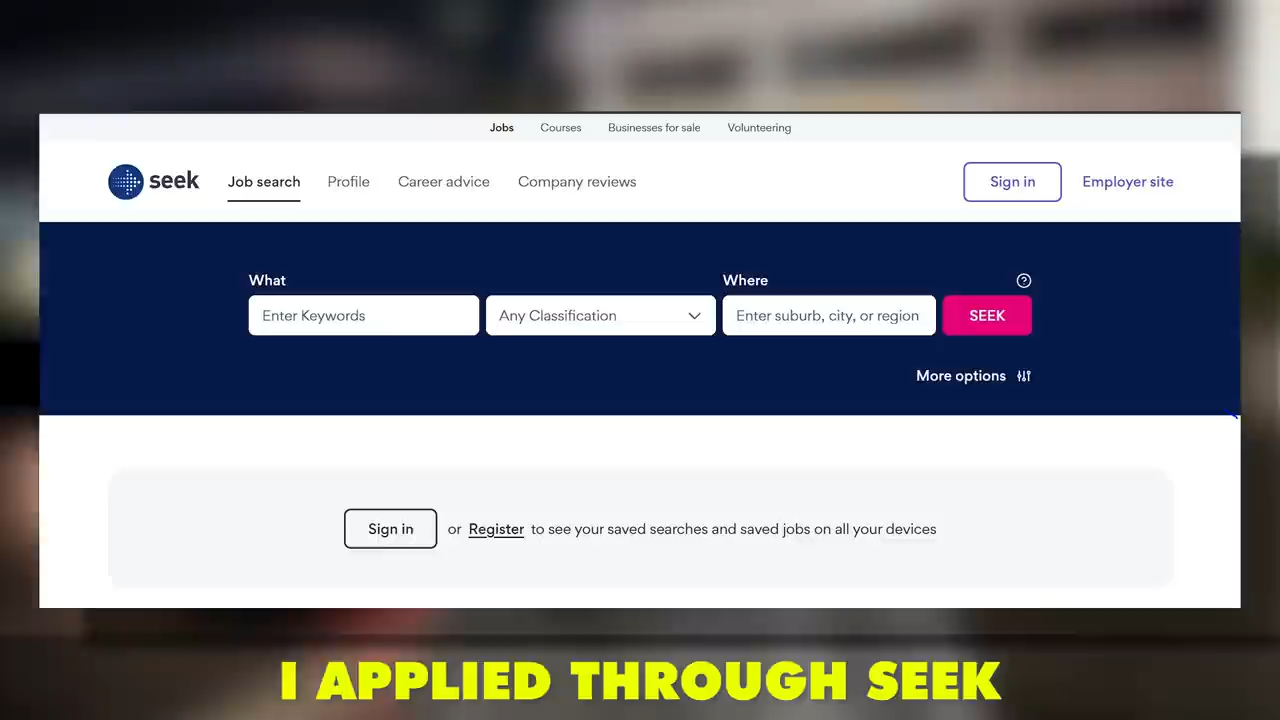 Jobs Courses Businesses for sale Volunteering
seek Job search Profile Career advice Company reviews Sign in Employer site
What Where
Enter Keywords Any Classification Enter suburb, city, or region SEEK
More options
Sign in or Register to see your saved searches and saved jobs on all your devices
I APPLIED THROUGH SEEK